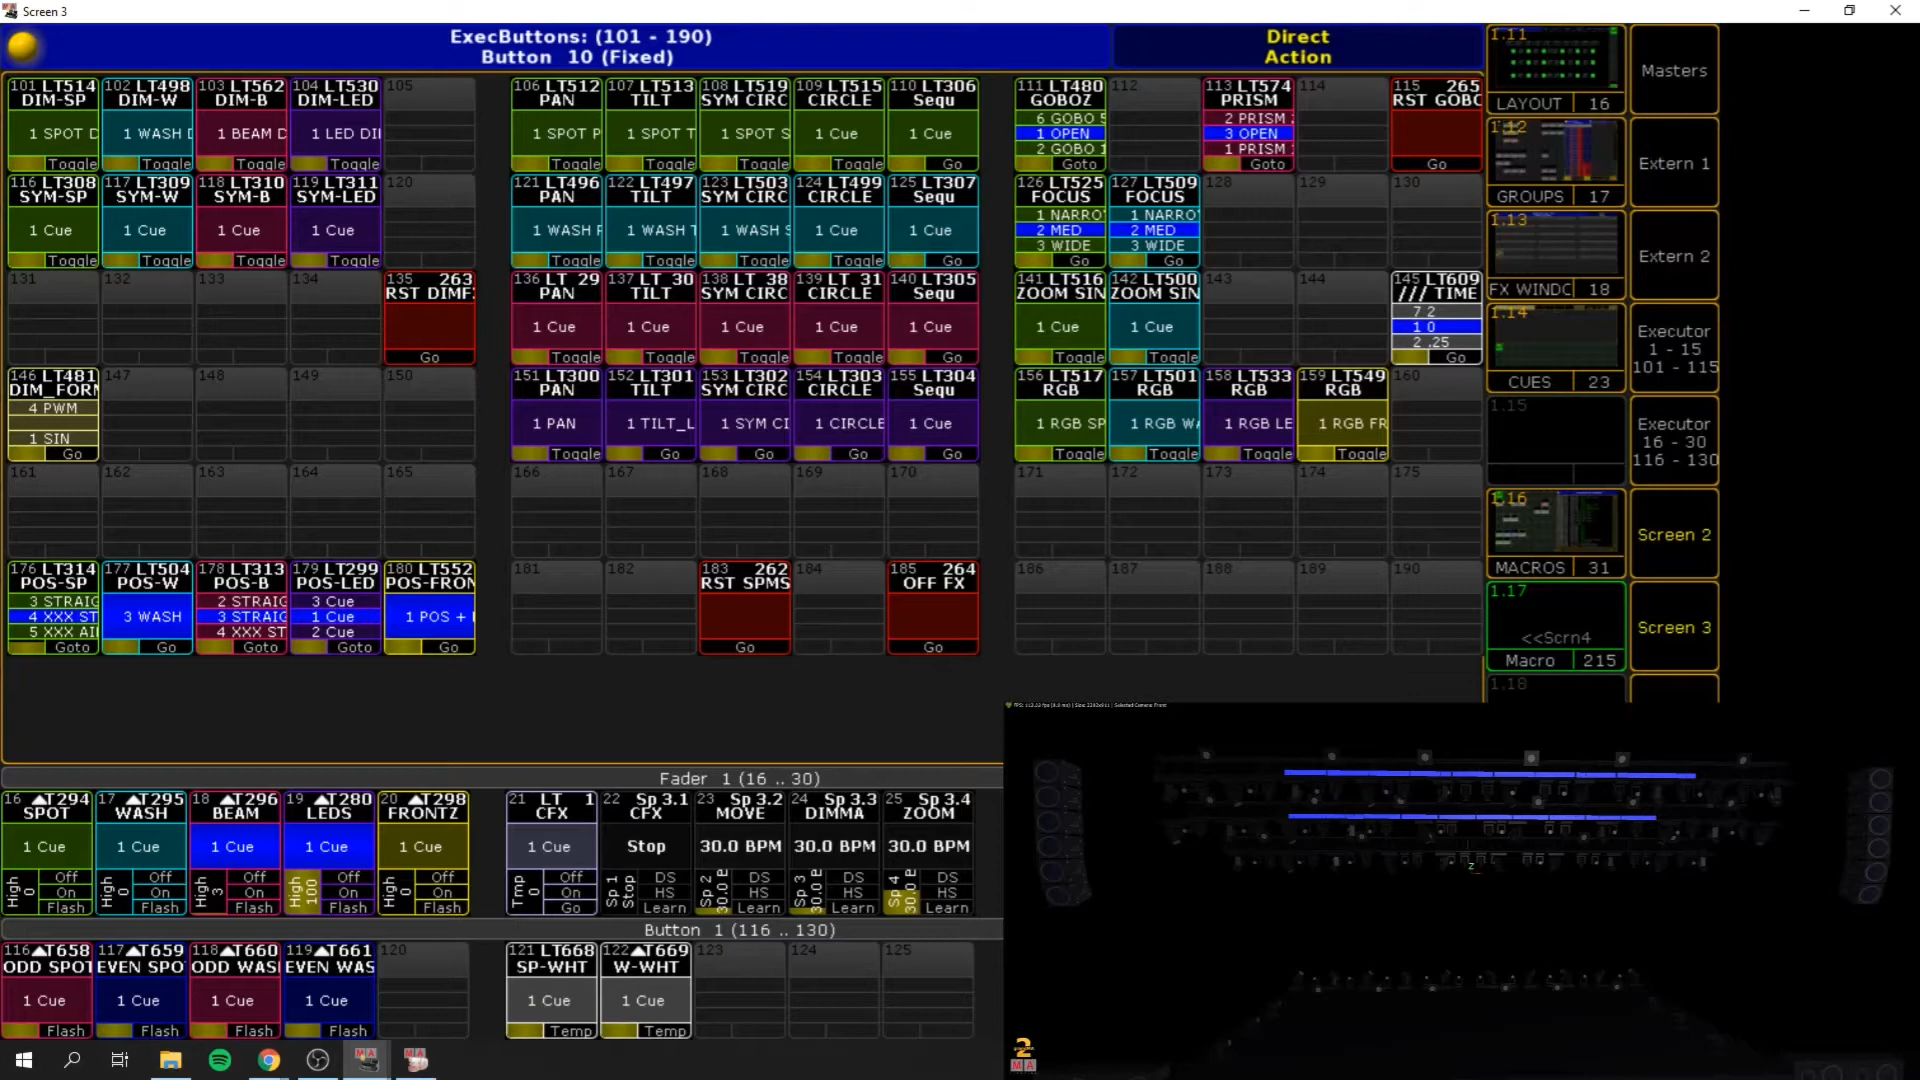 Screen 3
ExecButtons: (101 - 190)
Button 10 (Fixed)
Direct
Action
101 LT514 102 LT498 103 LT562 104 LT530 105
DIM-SP DIM-W DIM-B DIM-LED
1 SPOT D 1 WASH D 1 BEAM D 1 LED DI
Toggle Toggle Toggle Toggle
106 LT512 107 LT513 108 LT519 109 LT515 110 LT306
PAN TILT SYM CIRC CIRCLE Sequ
1 SPOT P 1 SPOT T 1 SPOT S 1 Cue 1 Cue
Toggle Toggle Toggle Toggle Go
111 LT480 112 113 LT574 114 115 265
GOBOZ PRISM RST GOBO
6 GOBO 5 2 PRISM
1 OPEN 3 OPEN
2 GOBO 1 1 PRISM
Goto Goto Go
116 LT308 117 LT309 118 LT310 119 LT311 120
SYM-SP SYM-W SYM-B SYM-LED
1 Cue 1 Cue 1 Cue 1 Cue
Toggle Toggle Toggle Toggle
121 LT496 122 LT497 123 LT503 124 LT499 125 LT307
PAN TILT SYM CIRC CIRCLE Sequ
1 WASH P 1 WASH T 1 WASH S 1 Cue 1 Cue
Toggle Toggle Toggle Toggle Go
126 LT525 127 LT509 128 129 130
FOCUS FOCUS
1 NARRO 1 NARRO
2 MED 2 MED
3 WIDE 3 WIDE
Go Go
131 132 133 134 135 263
RST DIMF
Go
136 LT 29 137 LT 30 138 LT 38 139 LT 31 140 LT305
PAN TILT SYM CIRC CIRCLE Sequ
1 Cue 1 Cue 1 Cue 1 Cue 1 Cue
Toggle Toggle Toggle Toggle Go
141 LT516 142 LT500 143 144 145 LT609
ZOOM SIN ZOOM SIN /// TIME
7 2
1 Cue 1 Cue 1 0
2 .25
Toggle Toggle Go
146 LT481 147 148 149 150
DIM_FORM
4 PWM
1 SIN
Go
151 LT300 152 LT301 153 LT302 154 LT303 155 LT304
PAN TILT SYM CIRC CIRCLE Sequ
1 PAN 1 TILT_L 1 SYM CI 1 CIRCLE 1 Cue
Toggle Go Go Go Go
156 LT517 157 LT501 158 LT533 159 LT549 160
RGB RGB RGB RGB
1 RGB SP 1 RGB WA 1 RGB LE 1 RGB FR
Toggle Toggle Toggle Toggle
161 162 163 164 165
166 167 168 169 170
171 172 173 174 175
176 LT314 177 LT504 178 LT313 179 LT299 180 LT552
POS-SP POS-W POS-B POS-LED POS-FRON
3 STRAIG 2 STRAIG 3 Cue
4 XXX ST 3 WASH 3 STRAIG 1 Cue 1 POS +
5 XXX AI 4 XXX ST 2 Cue
Goto Go Goto Goto Go
181 182 183 262 184 185 264
RST SPMS OFF FX
Go Go
186 187 188 189 190
1.11
LAYOUT 16
Masters
1.12
GROUPS 17
Extern 1
1.13
FX WINDO 18
Extern 2
1.14
CUES 23
Executor
1 - 15
101 - 115
1.15
Executor
16 - 30
116 - 130
1.16
MACROS 31
Screen 2
1.17
<<Scrn4
Macro 215
Screen 3
1.18
Fader 1 (16 .. 30)
16 T294 17 T295 18 T296 19 T280 20 T298
SPOT WASH BEAM LEDS FRONTZ
1 Cue 1 Cue 1 Cue 1 Cue 1 Cue
Off Off Off Off Off
High 0 On High 0 On High 3 On High 100 On High 0 On
Flash Flash Flash Flash Flash
21 LT 1 22 Sp 3.1 23 Sp 3.2 24 Sp 3.3 25 Sp 3.4
CFX CFX MOVE DIMMA ZOOM
1 Cue Stop 30.0 BPM 30.0 BPM 30.0 BPM
Off DS DS DS DS
Tmp 0 On Sp 1 Stop HS Sp 2 30.0 B HS Sp 3 30.0 B HS Sp 4 30.0 B HS
Go Learn Learn Learn Learn
Button 1 (116 .. 130)
116 T658 117 T659 118 T660 119 T661 120
ODD SPOT EVEN SPO ODD WAS EVEN WAS
1 Cue 1 Cue 1 Cue 1 Cue
Flash Flash Flash Flash
121 LT668 122 T669 123 124 125
SP-WHT W-WHT
1 Cue 1 Cue
Temp Temp
Z
2
MA